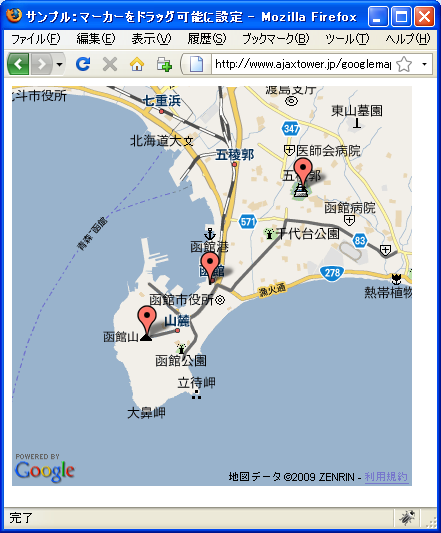 サンプル：マーカーをドラッグ可能に設定 - Mozilla Firefox
ファイル(F) 編集(E) 表示(V) 履歴(S) ブックマーク(B) ツール(T) ヘルプ(H)
http://www.ajaxtower.jp/googlemap
北斗市役所
七重浜
渡島支庁
東山墓園
347
北海道大
五稜郭
医師会病院
五稜郭
函館病院
571
千代台公園
83
青森-函館
函館港
函館
278
漁火通
熱帯植物
函館市役所
山麓
函館山
函館公園
立待岬
大鼻岬
POWERED BY
Google
地図データ ©2009 ZENRIN - 利用規約
完了